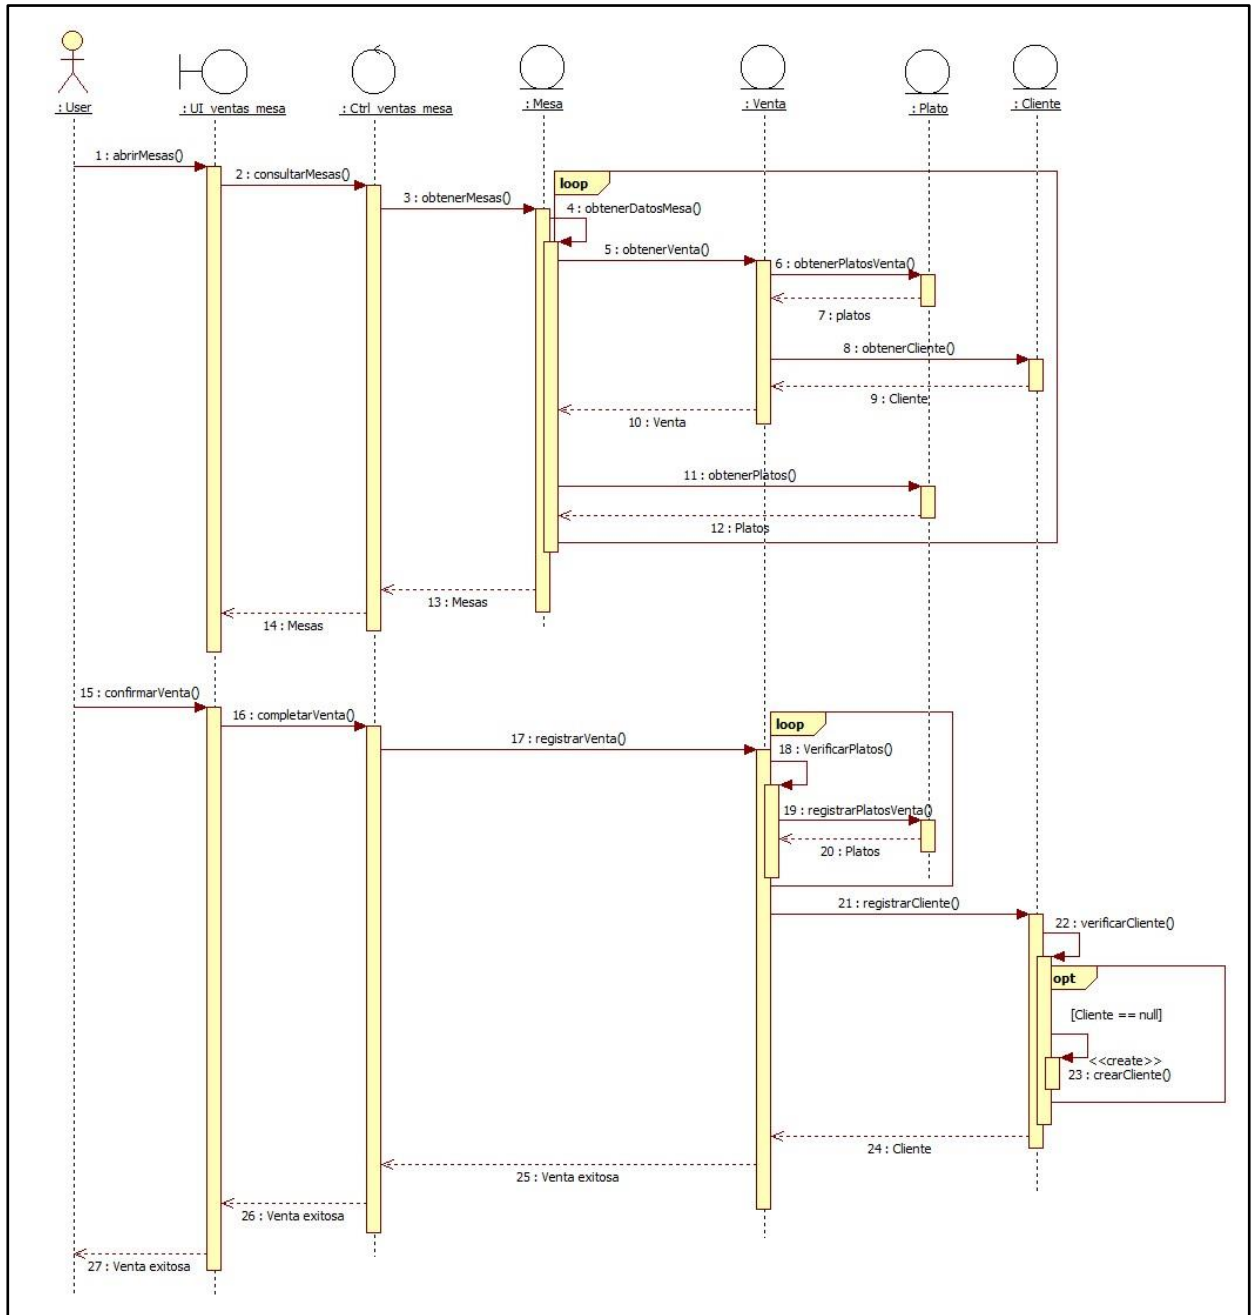 : User
: UI_ventas_mesa
: Ctrl_ventas_mesa
: Mesa
: Venta
: Plato
: Cliente
1 : abrirMesas()
2 : consultarMesas()
loop
3 : obtenerMesas()
4 : obtenerDatosMesa()
5 : obtenerVenta()
6 : obtenerPlatosVenta()
7 : platos
8 : obtenerCliente()
9 : Cliente
10 : Venta
11 : obtenerPlatos()
12 : Platos
13 : Mesas
14 : Mesas
15 : confirmarVenta()
16 : completarVenta()
loop
17 : registrarVenta()
18 : VerificarPlatos()
19 : registrarPlatosVenta()
20 : Platos
21 : registrarCliente()
22 : verificarCliente()
opt
[Cliente == null]
<<create>>
23 : crearCliente()
24 : Cliente
25 : Venta exitosa
26 : Venta exitosa
27 : Venta exitosa